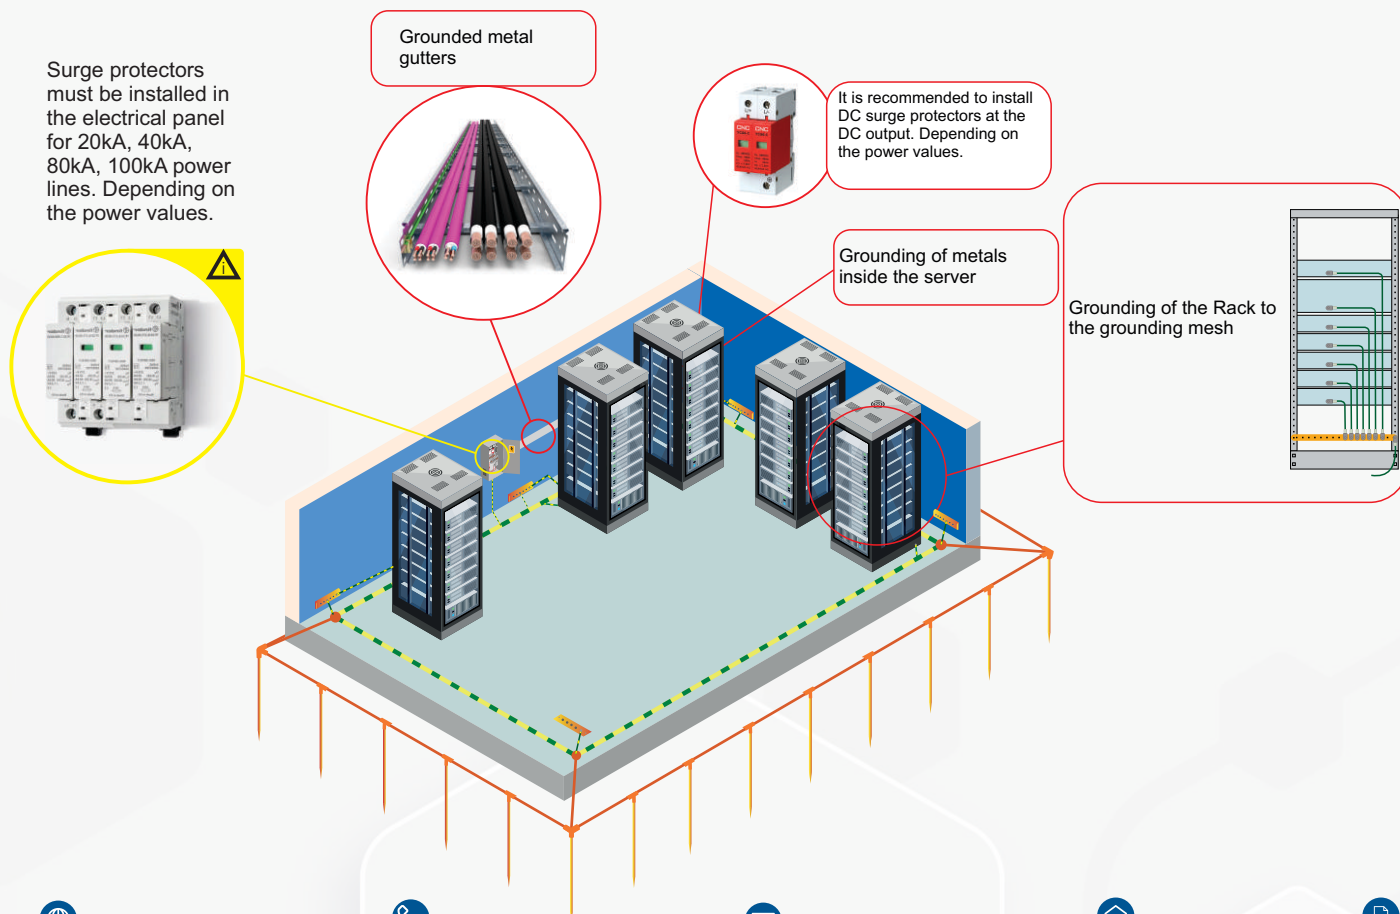 Grounded metal
gutters
Surge protectors
must be installed in
the electrical panel
for 20kA, 40kA,
80kA, 100kA power
lines. Depending on
the power values.
It is recommended to install
DC surge protectors at the
DC output. Depending on
the power values.
CNC CNC
Grounding of metals
inside the server
Grounding of the Rack to
the grounding mesh